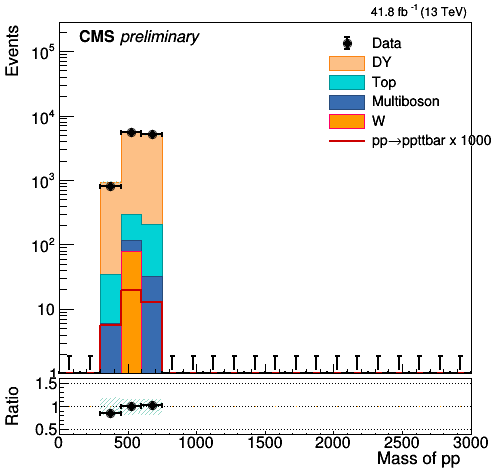 41.8 fb⁻¹ (13 TeV)
CMS preliminary
Events
10⁵
10⁴
10³
10²
10
1
Data
DY
Top
Multiboson
W
pp→ppttbar x 1000
Ratio
1.5
1
0.5
0 500 1000 1500 2000 2500 3000
Mass of pp